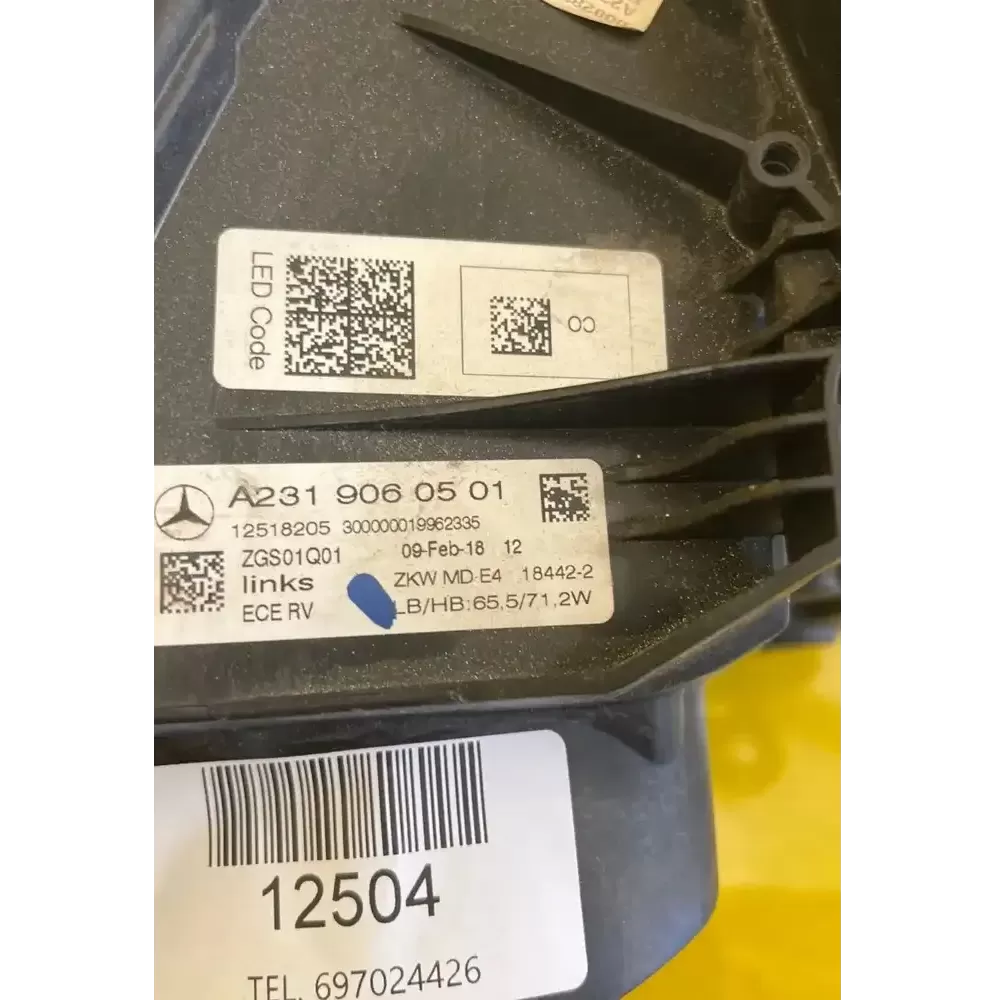 LED Code
CO
A231 906 05 01
12518205 300000019962335
ZGS01Q01 09-Feb-18 12
links ZKW MD E4 18442-2
ECE RV LB/HB:65,5/71,2W
12504
TEL. 697024426